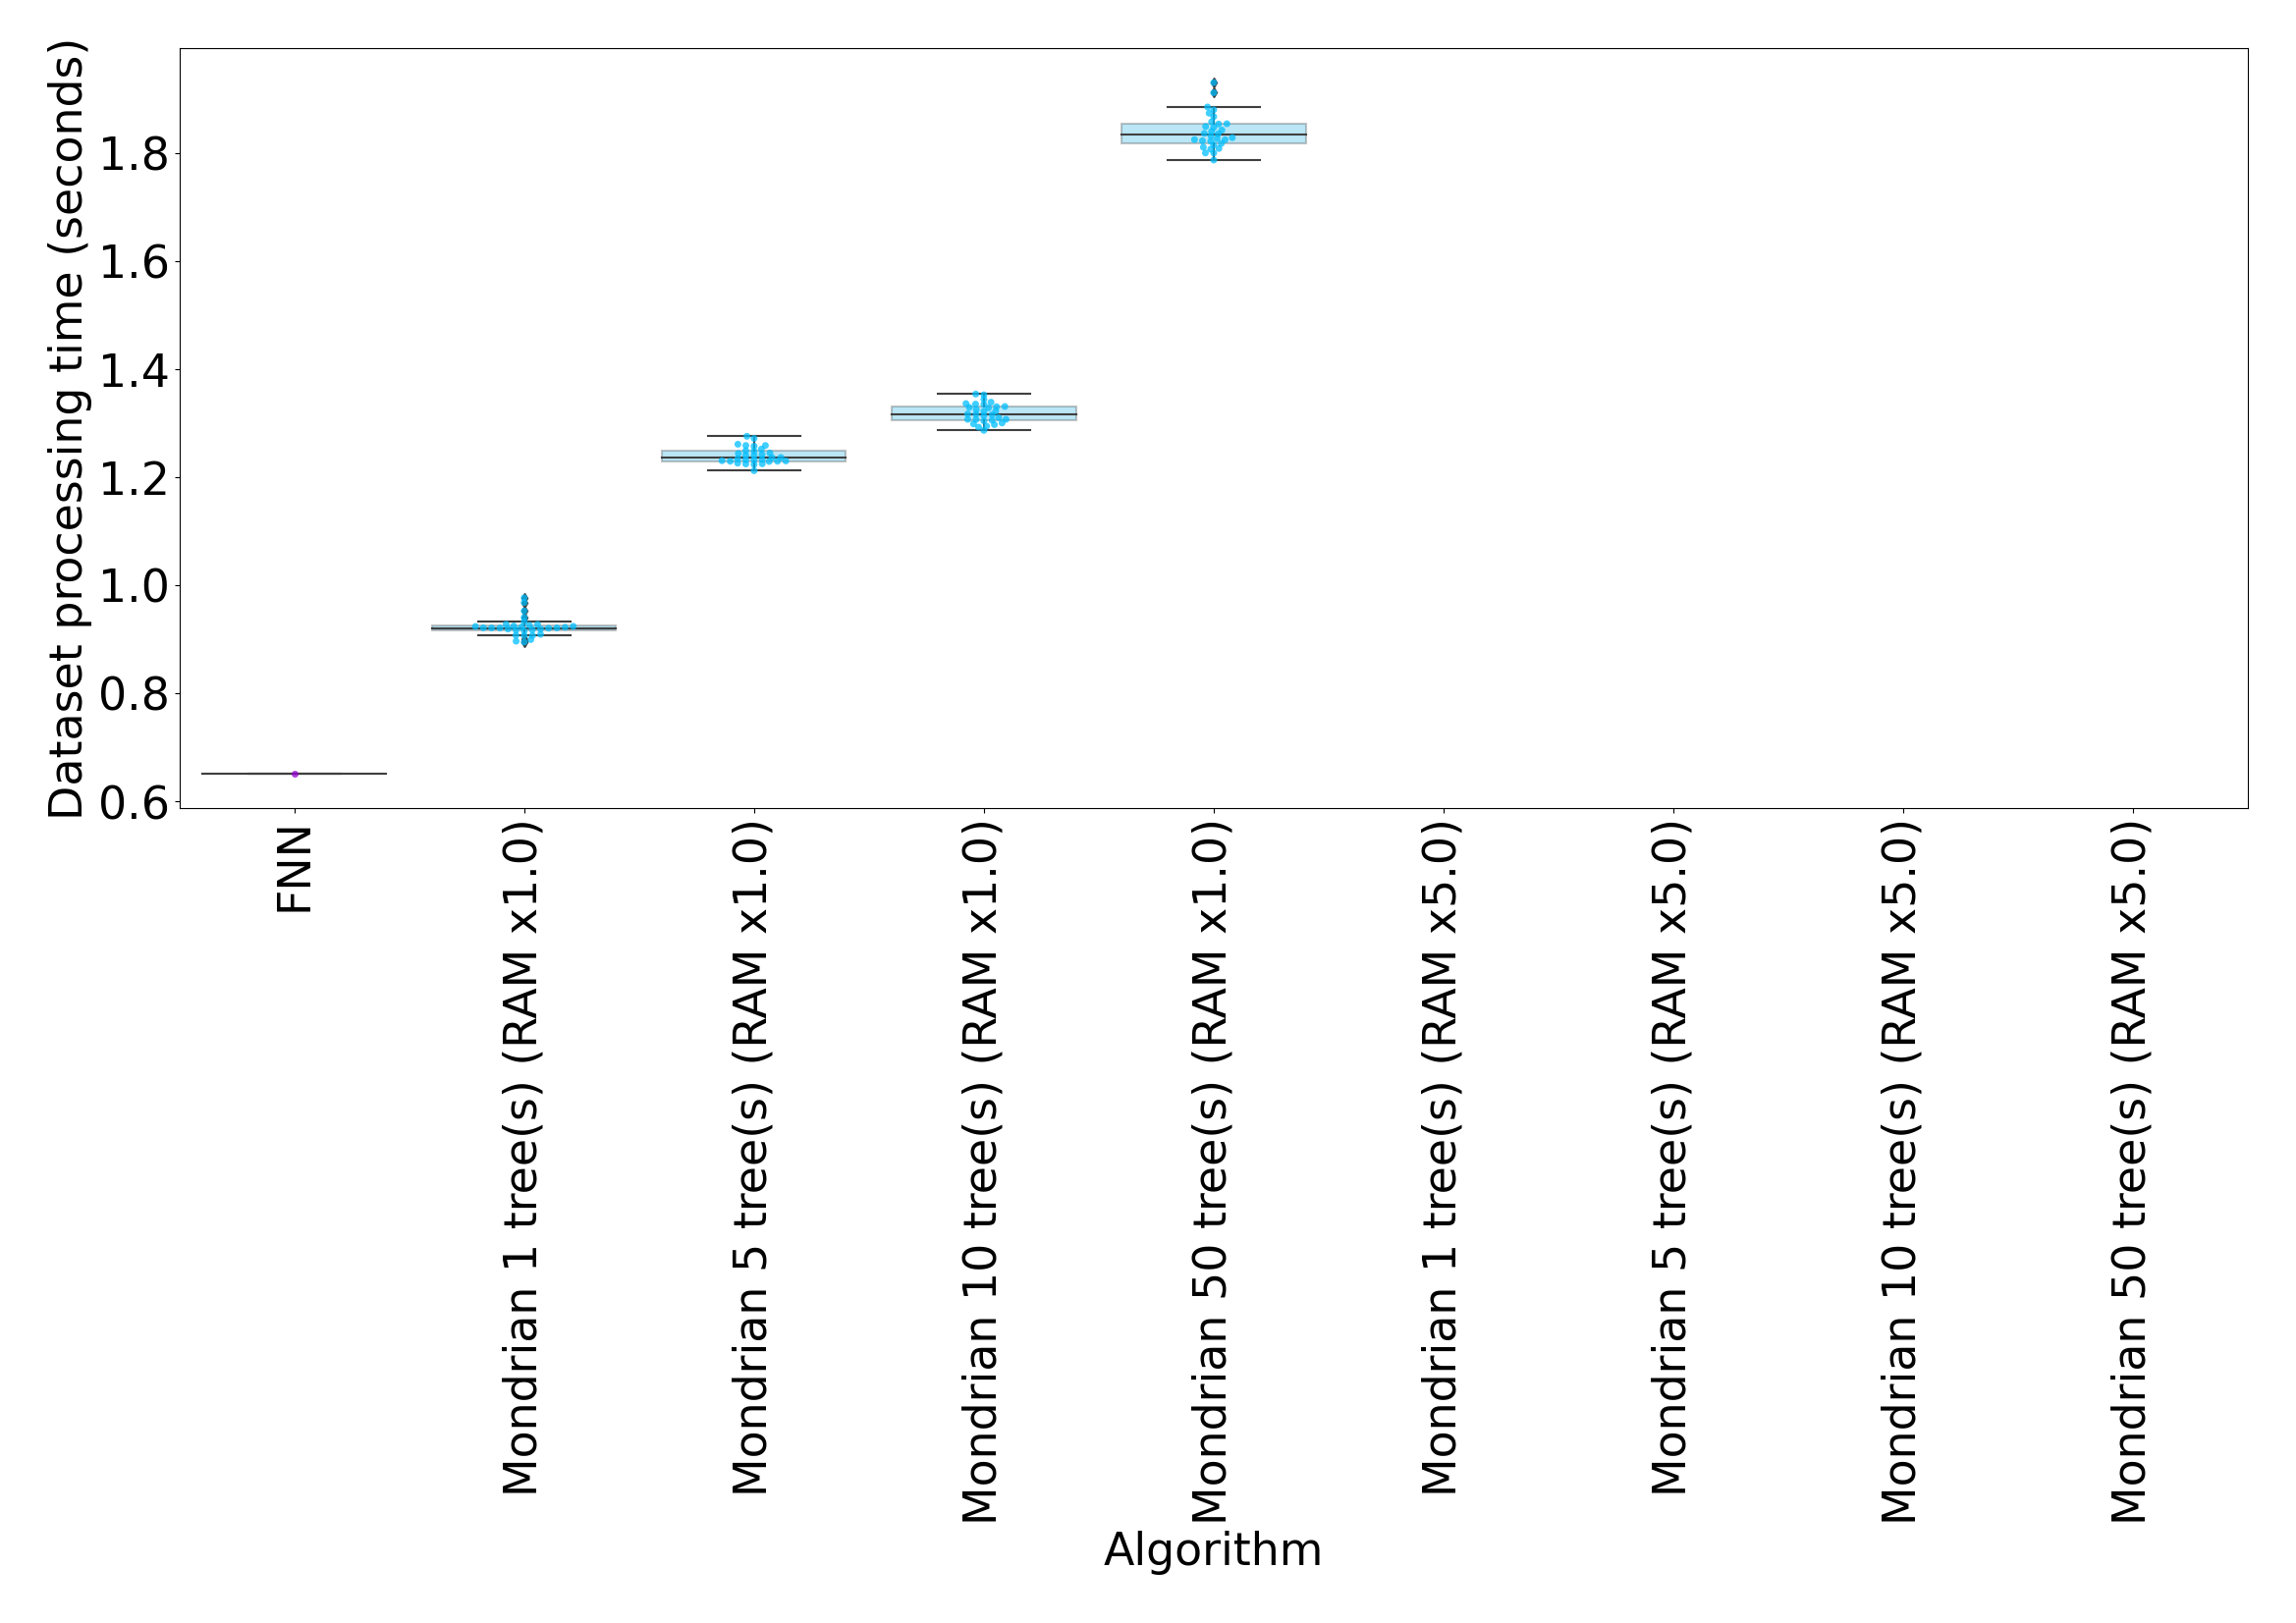 Dataset processing time (seconds)
1.8
1.6
1.4
1.2
1.0
0.8
0.6
FNN
Mondrian 1 tree(s) (RAM x1.0)
Mondrian 5 tree(s) (RAM x1.0)
Mondrian 10 tree(s) (RAM x1.0)
Mondrian 50 tree(s) (RAM x1.0)
Mondrian 1 tree(s) (RAM x5.0)
Mondrian 5 tree(s) (RAM x5.0)
Mondrian 10 tree(s) (RAM x5.0)
Mondrian 50 tree(s) (RAM x5.0)
Algorithm